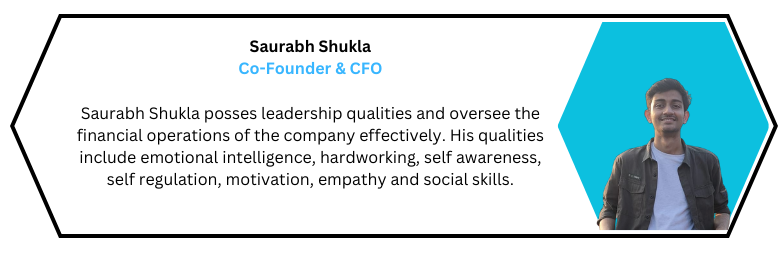 Saurabh Shukla
Co-Founder & CFO
Saurabh Shukla posses leadership qualities and oversee the
financial operations of the company effectively. His qualities
include emotional intelligence, hardworking, self awareness,
self regulation, motivation, empathy and social skills.